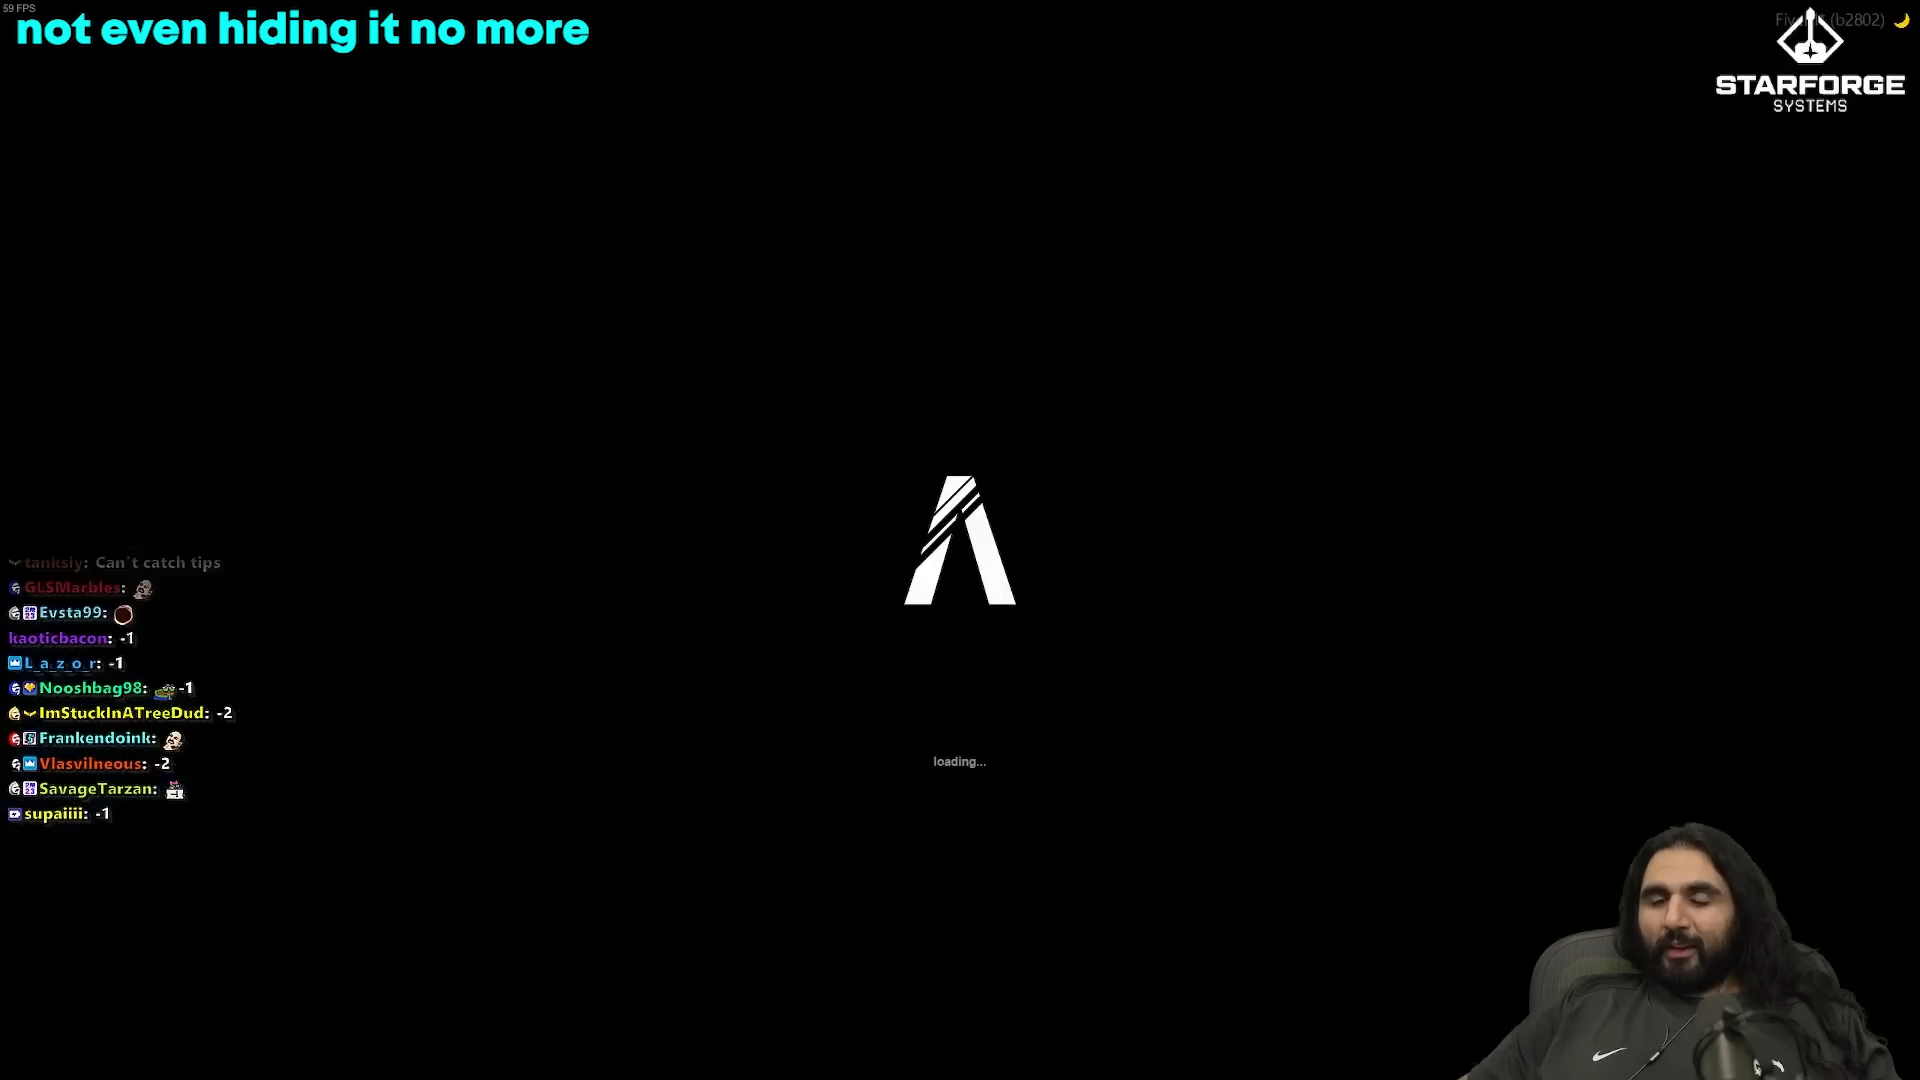 59 FPS
not even hiding it no more
(b2802)
STARFORGE
SYSTEMS
tanksly: Can't catch tips
GLSMarbles:
Evsta99:
kaoticbacon: -1
L_a_z_o_r: -1
Nooshbag98: -1
ImStuckInATreeDud: -2
Frankendoink:
Vlasvilneous: -2
SavageTarzan:
supaiiii: -1
loading...